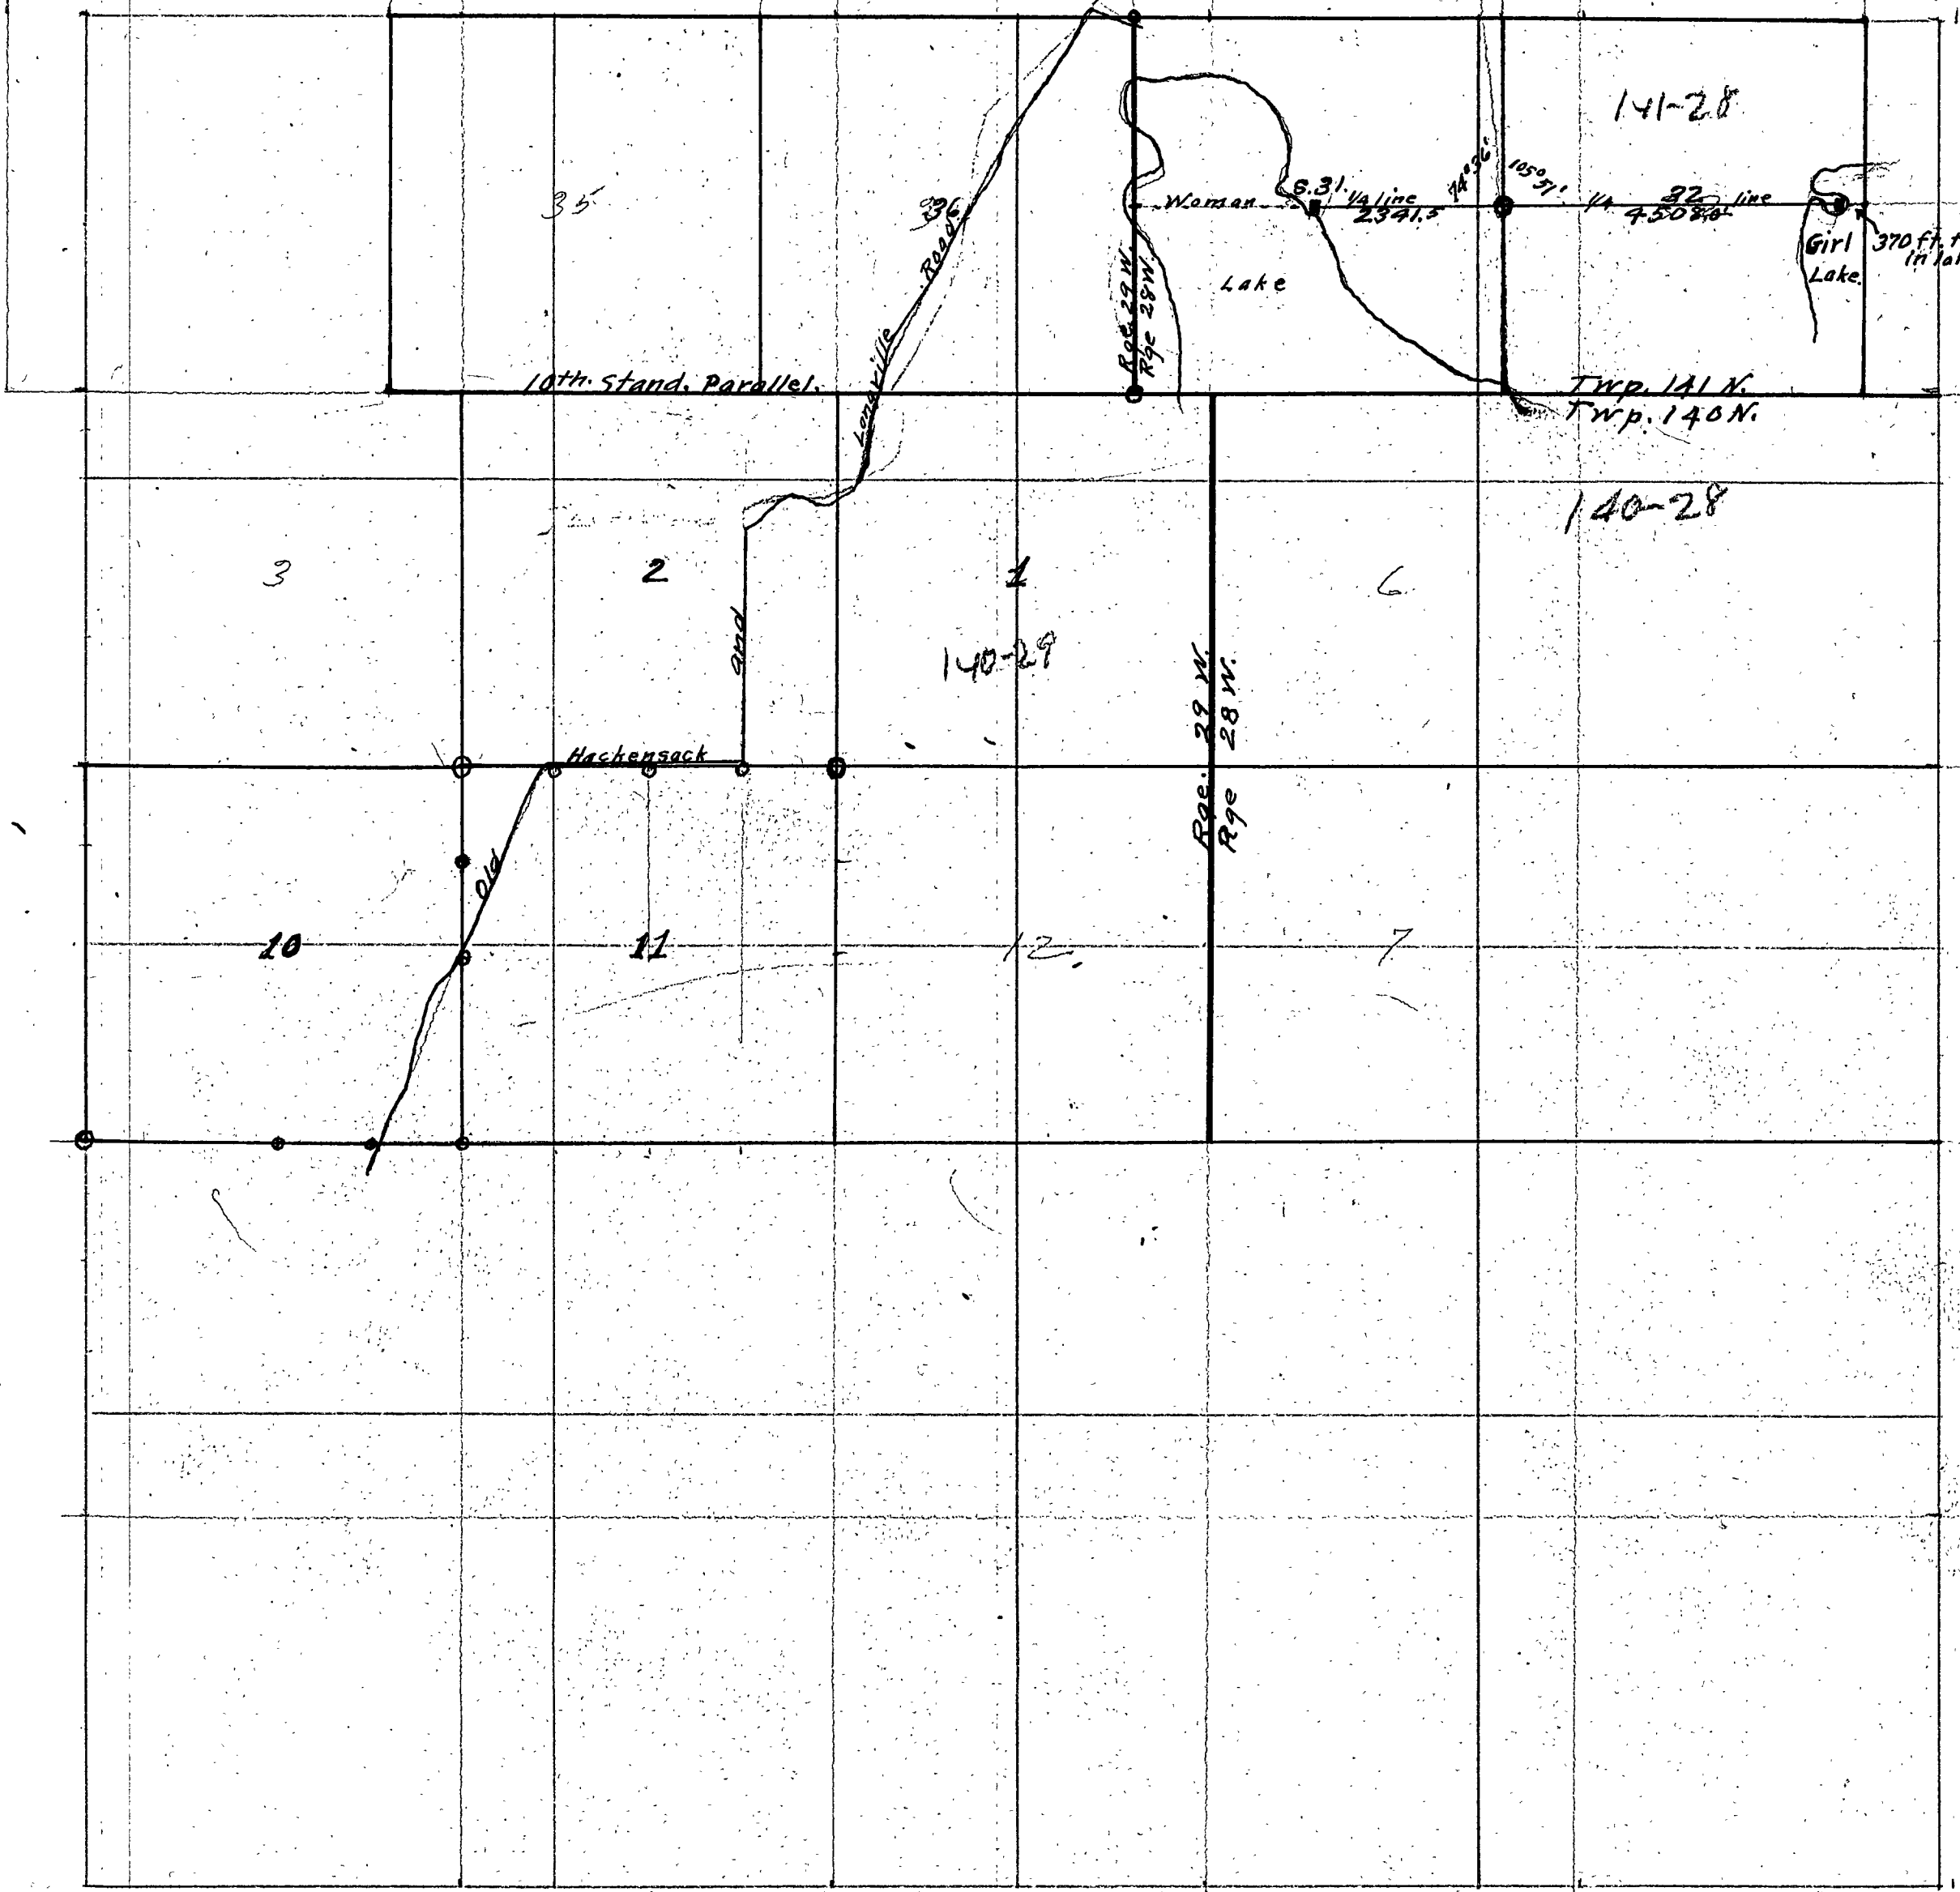 141-28
35
36
S.31.
1/4 line
2341.5
74°36'
105°51'
1/4 32 line
4508.0
Woman
Lake
Girl
Lake.
370 ft. t
in lak
Rge. 29 W.
Rge 28 W.
Longville Road
10th. Stand. Parallel.
Twp. 141 N.
Twp. 140 N.
140-28
3
2
1
6
and
140-29
Rge. 29 W.
Rge 28 W.
Hackensack
Old
10
11
12.
7